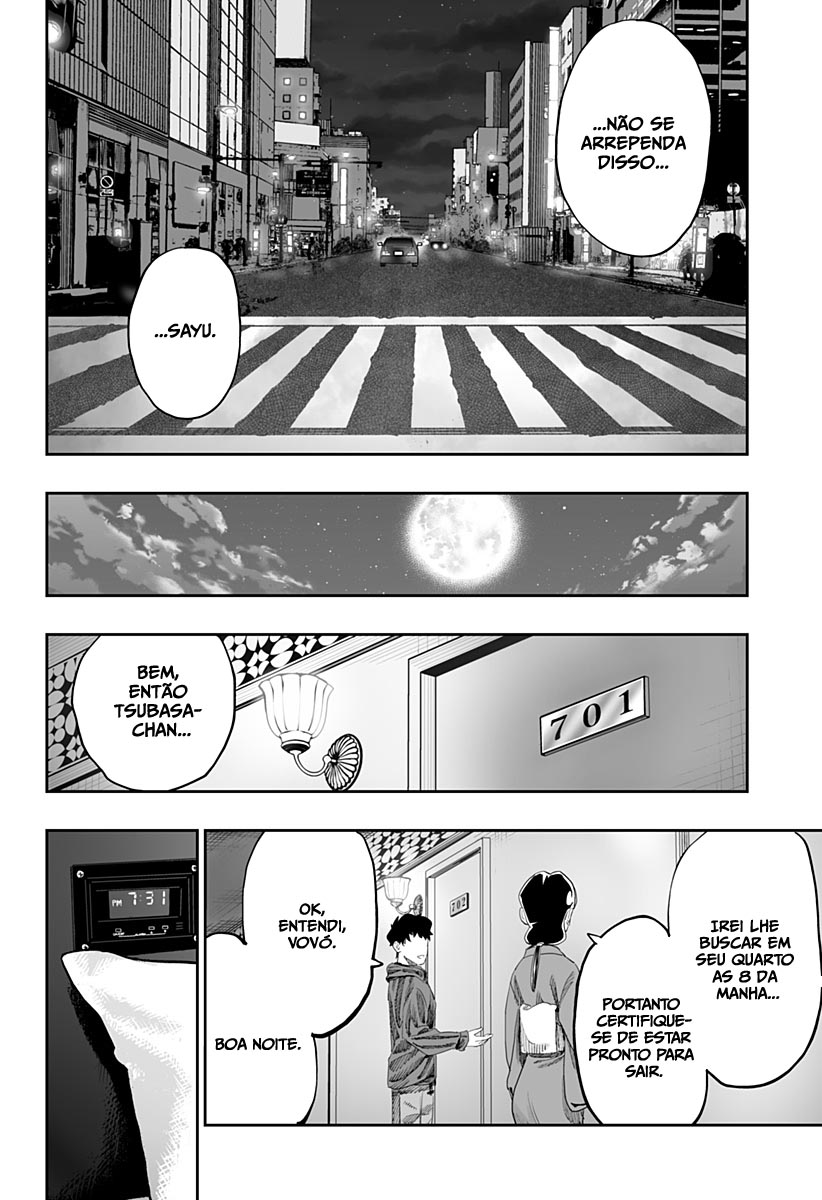 ...NÃO SE
ARREPENDA
DISSO...
...SAYU.
BEM,
ENTÃO
TSUBASA-
CHAN...
701
IREI LHE
BUSCAR EM
SEU QUARTO
AS 8 DA
MANHA...
PORTANTO
CERTIFIQUE-
SE DE ESTAR
PRONTO PARA
SAIR.
702
OK,
ENTENDI,
VOVÓ.
BOA NOITE.
PM 7:31